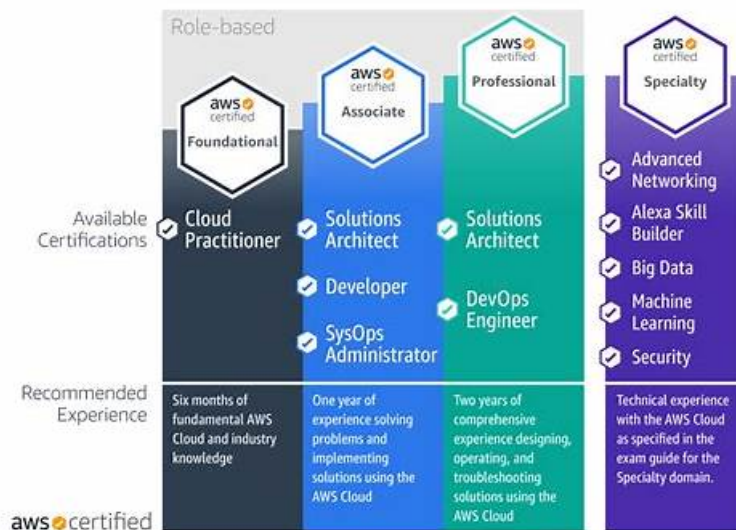 Role-based
aws
certified
Foundational
aws
certified
Associate
aws
certified
Professional
aws
certified
Specialty
Available
Certifications
Cloud
Practitioner
Solutions
Architect
Developer
SysOps
Administrator
Solutions
Architect
DevOps
Engineer
Advanced
Networking
Alexa Skill
Builder
Big Data
Machine
Learning
Security
Recommended
Experience
Six months of
fundamental AWS
Cloud and industry
knowledge
One year of
experience solving
problems and
implementing
solutions using the
AWS Cloud
Two years of
comprehensive
experience designing,
operating, and
troubleshooting
solutions using the
AWS Cloud
Technical experience
with the AWS Cloud
as specified in the
exam guide for the
Specialty domain.
aws certified